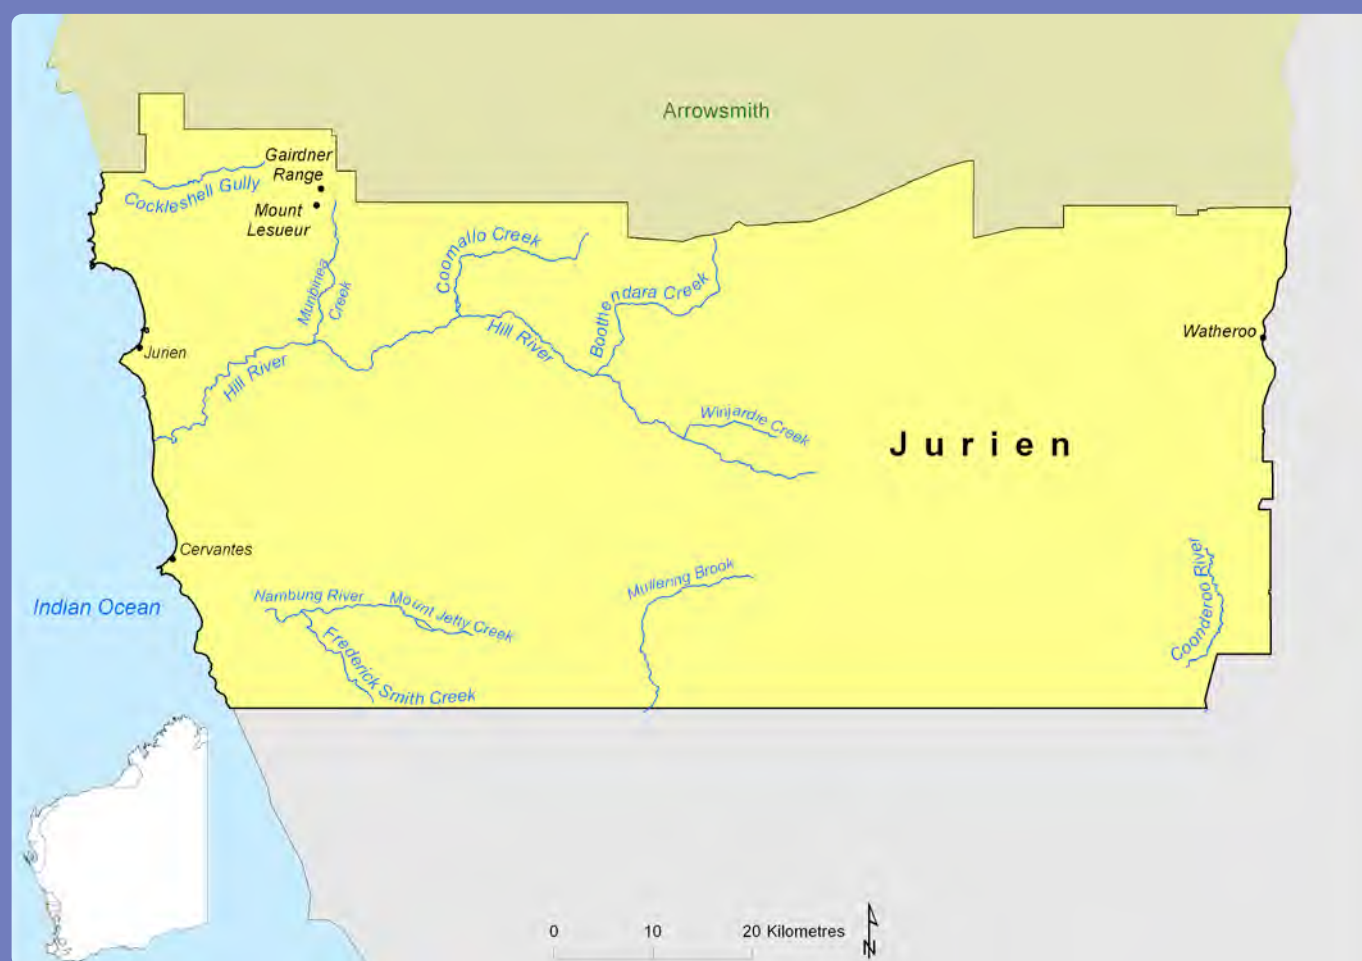 Arrowsmith
Gairdner
Range
Cockleshell Gully
Mount
Lesueur
Coomallo Creek
Munbinea
Creek
Boothendara Creek
Hill River
Watheroo
Jurien
Hill River
Winjardie Creek
Jurien
Cervantes
Mullering Brook
Coonderoo River
Nambung River
Mount Jetty Creek
Indian Ocean
Frederick Smith Creek
0 10 20 Kilometres
N